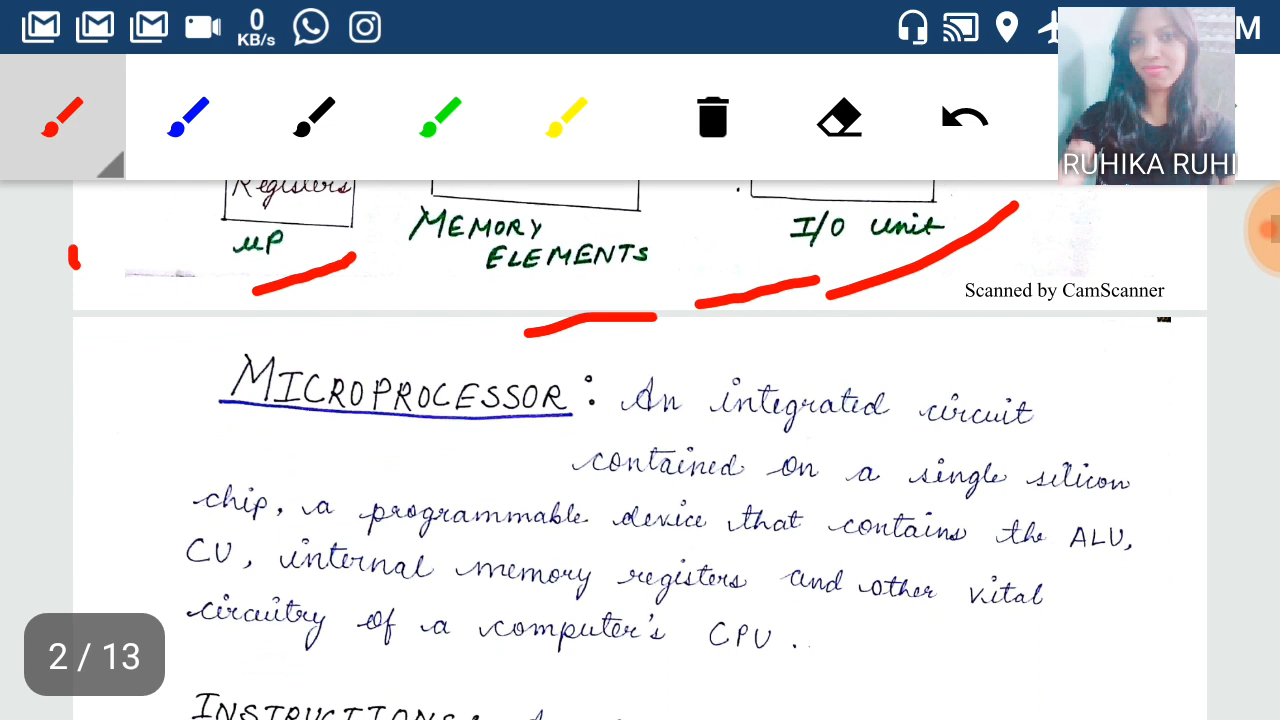 0
KB/s
M
RUHIKA RUHI
Registers
μP
MEMORY
ELEMENTS
I/O unit
Scanned by CamScanner
MICROPROCESSOR : An integrated circuit
contained on a single silicon
chip, a programmable device that contains the ALU,
CU, internal memory registers and other vital
circuitry of a computer's CPU.
2 / 13
INSTRUCTIONS: